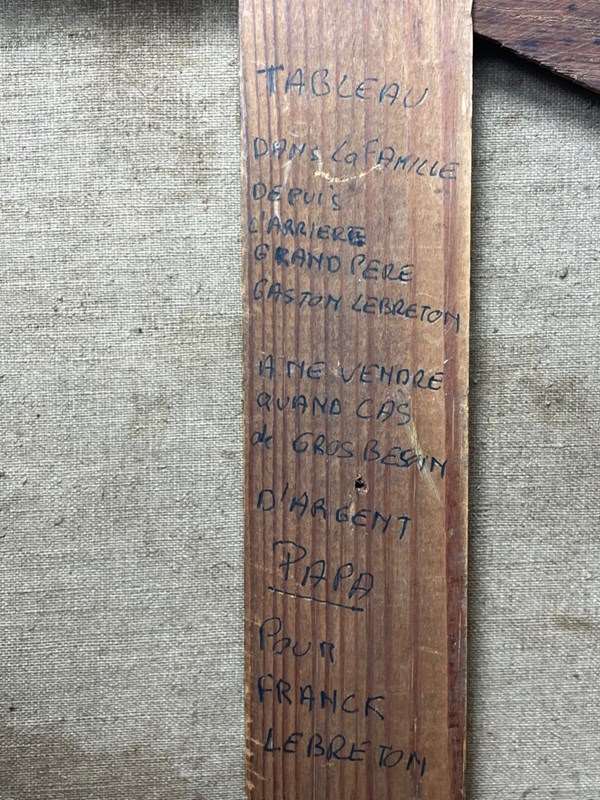 TABLEAU
DANS La FAMILLE
DEPUIS
L'ARRIERE
GRAND PERE
GASTON LEBRETON
A NE VENDRE
QUAND CAS
de GROS BESOIN
D'ARGENT
PAPA
POUR
FRANCK
LEBRETON